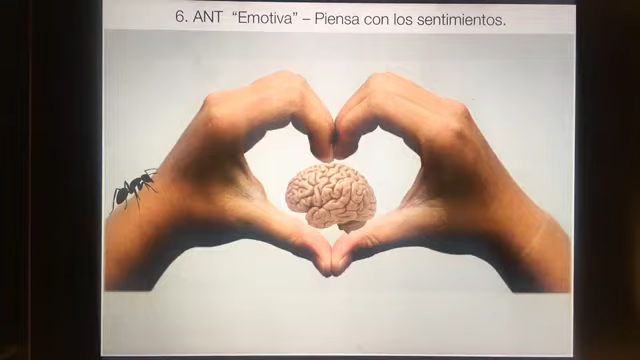 6. ANT “Emotiva” – Piensa con los sentimientos.